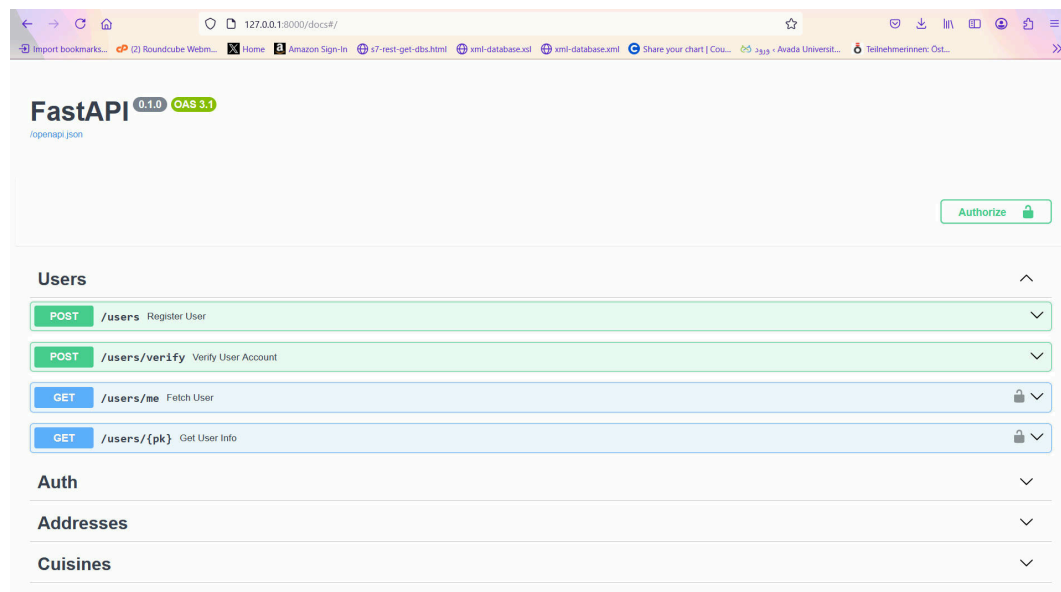 127.0.0.1:8000/docs#/
Import bookmarks... (2) Roundcube Webm... Home Amazon Sign-In s7-rest-get-dbs.html xml-database.xsl xml-database.xml Share your chart | Cou... ورود ‹ Avada Universit... Teilnehmerinnen: Öst...
FastAPI 0.1.0 OAS 3.1
/openapi.json
Authorize
Users
POST /users Register User
POST /users/verify Verify User Account
GET /users/me Fetch User
GET /users/{pk} Get User Info
Auth
Addresses
Cuisines